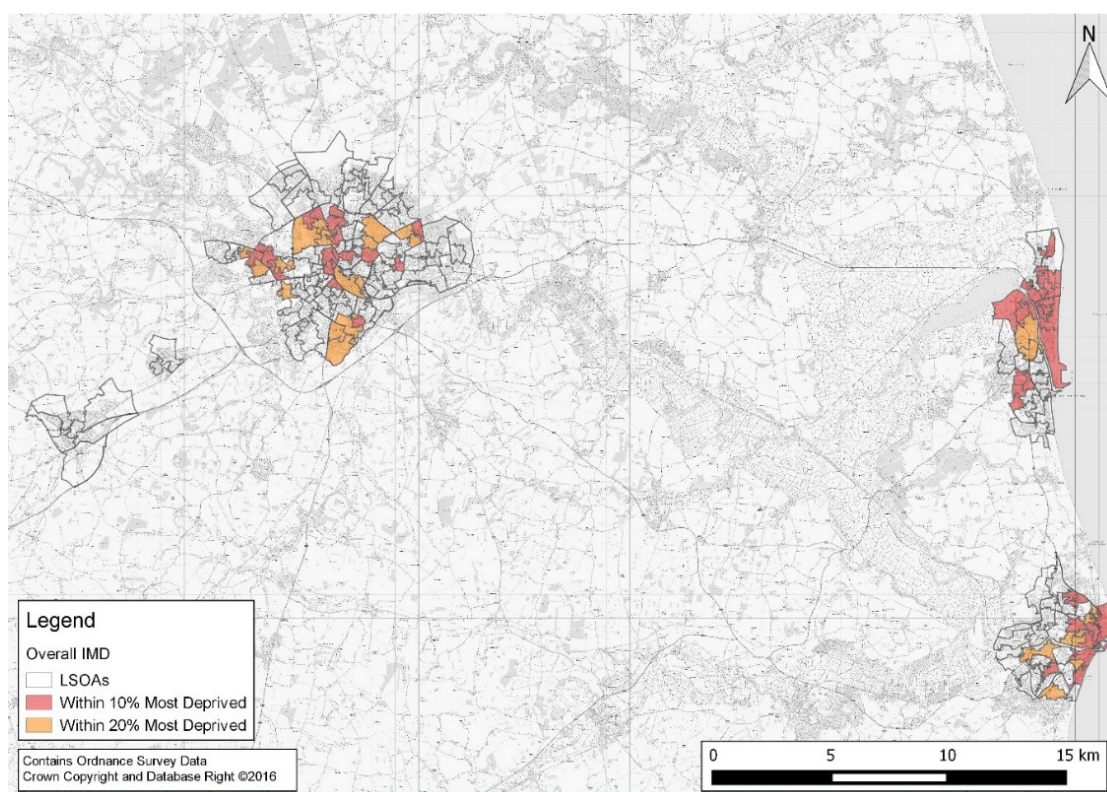 N
Legend
Overall IMD
LSOAs
Within 10% Most Deprived
Within 20% Most Deprived
Contains Ordnance Survey Data
Crown Copyright and Database Right ©2016
0 5 10 15 km